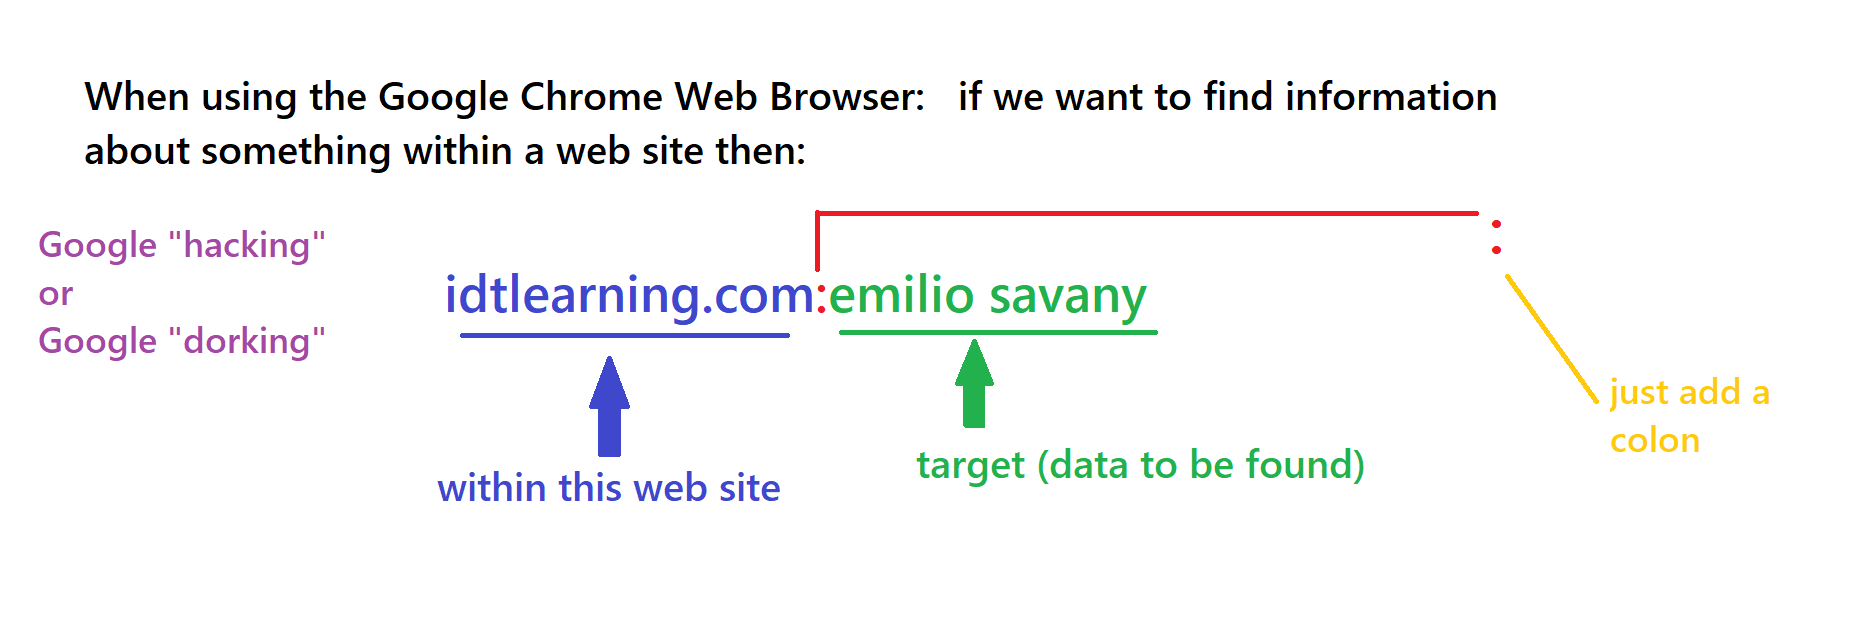 When using the Google Chrome Web Browser:   if we want to find information
about something within a web site then:
:
Google "hacking"
or
Google "dorking"
idtlearning.com:emilio savany
within this web site
target (data to be found)
just add a
colon